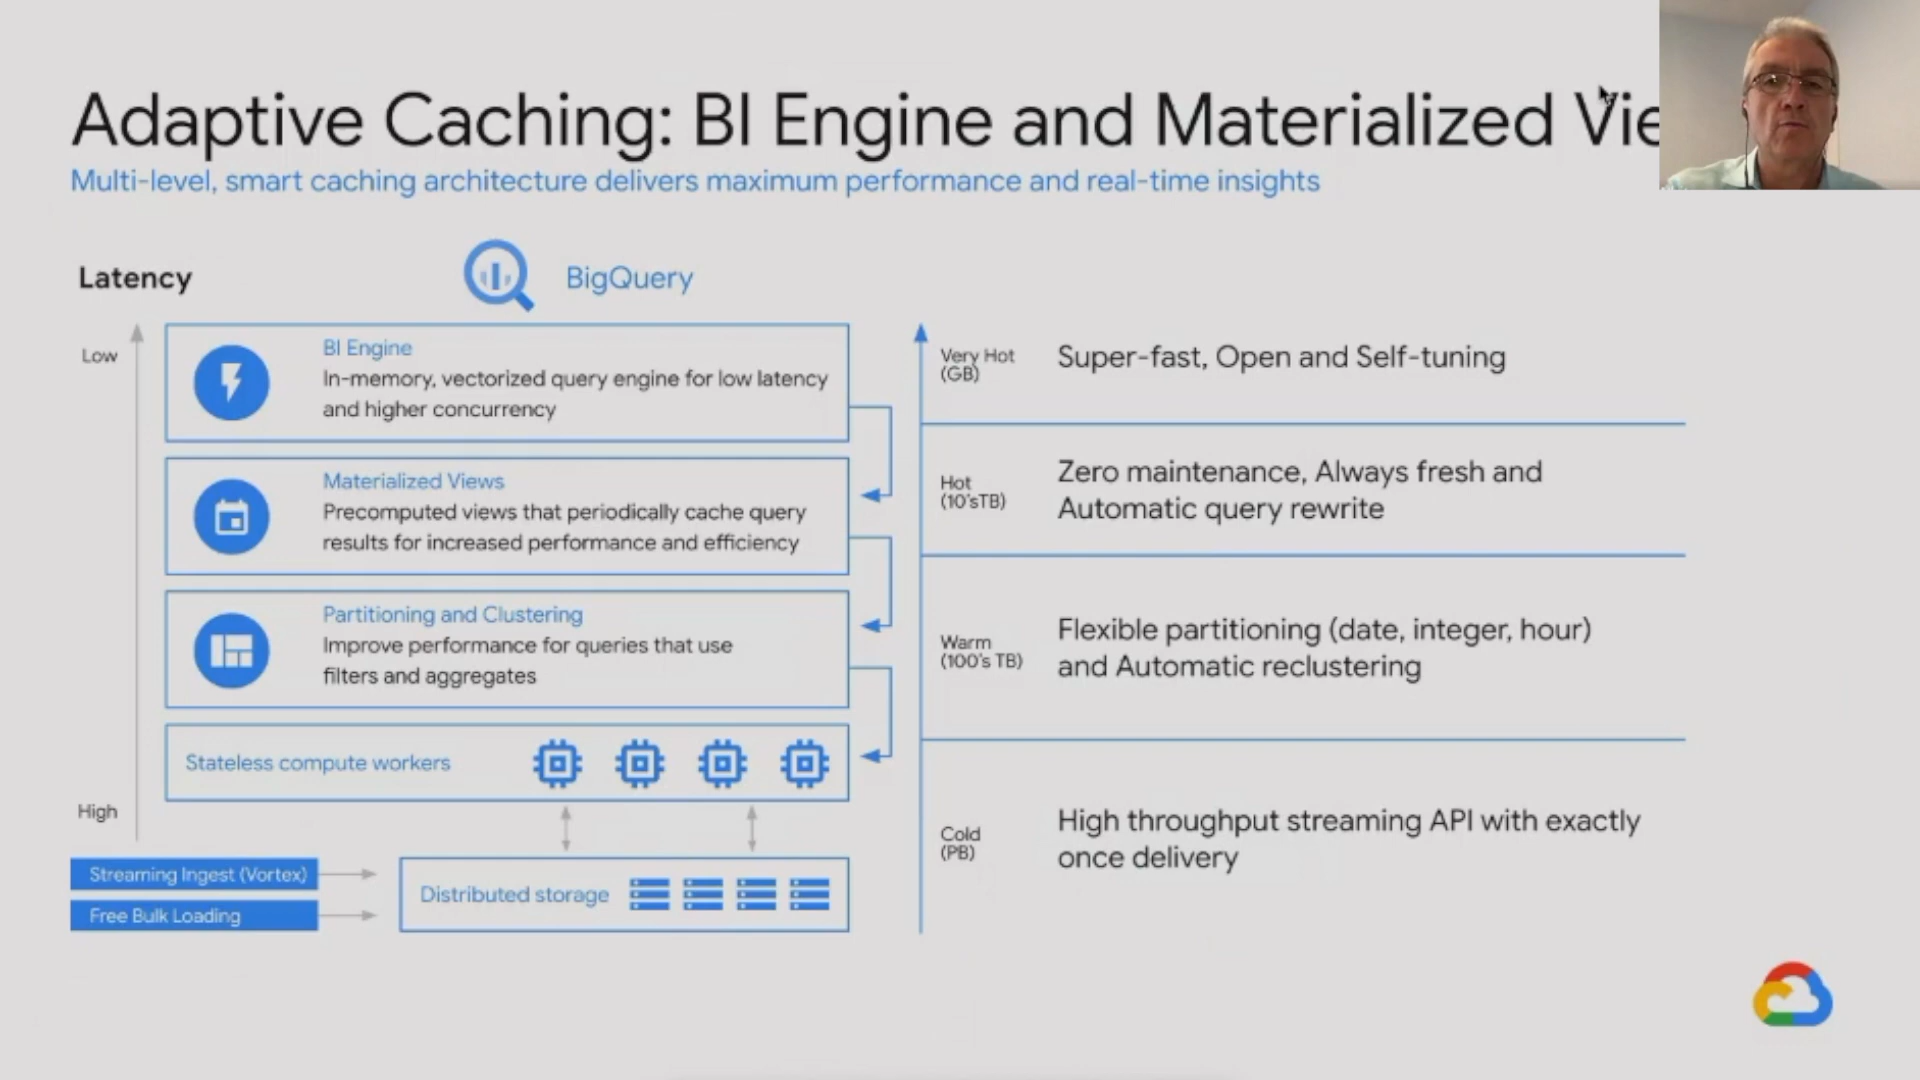 Adaptive Caching: BI Engine and Materialized Vie
Multi-level, smart caching architecture delivers maximum performance and real-time insights
Latency
BigQuery
Low
BI Engine
In-memory, vectorized query engine for low latency
and higher concurrency
Materialized Views
Precomputed views that periodically cache query
results for increased performance and efficiency
Partitioning and Clustering
Improve performance for queries that use
filters and aggregates
Stateless compute workers
High
Streaming Ingest (Vortex)
Free Bulk Loading
Distributed storage
Very Hot
(GB)
Super-fast, Open and Self-tuning
Hot
(10'sTB)
Zero maintenance, Always fresh and
Automatic query rewrite
Warm
(100's TB)
Flexible partitioning (date, integer, hour)
and Automatic reclustering
Cold
(PB)
High throughput streaming API with exactly
once delivery